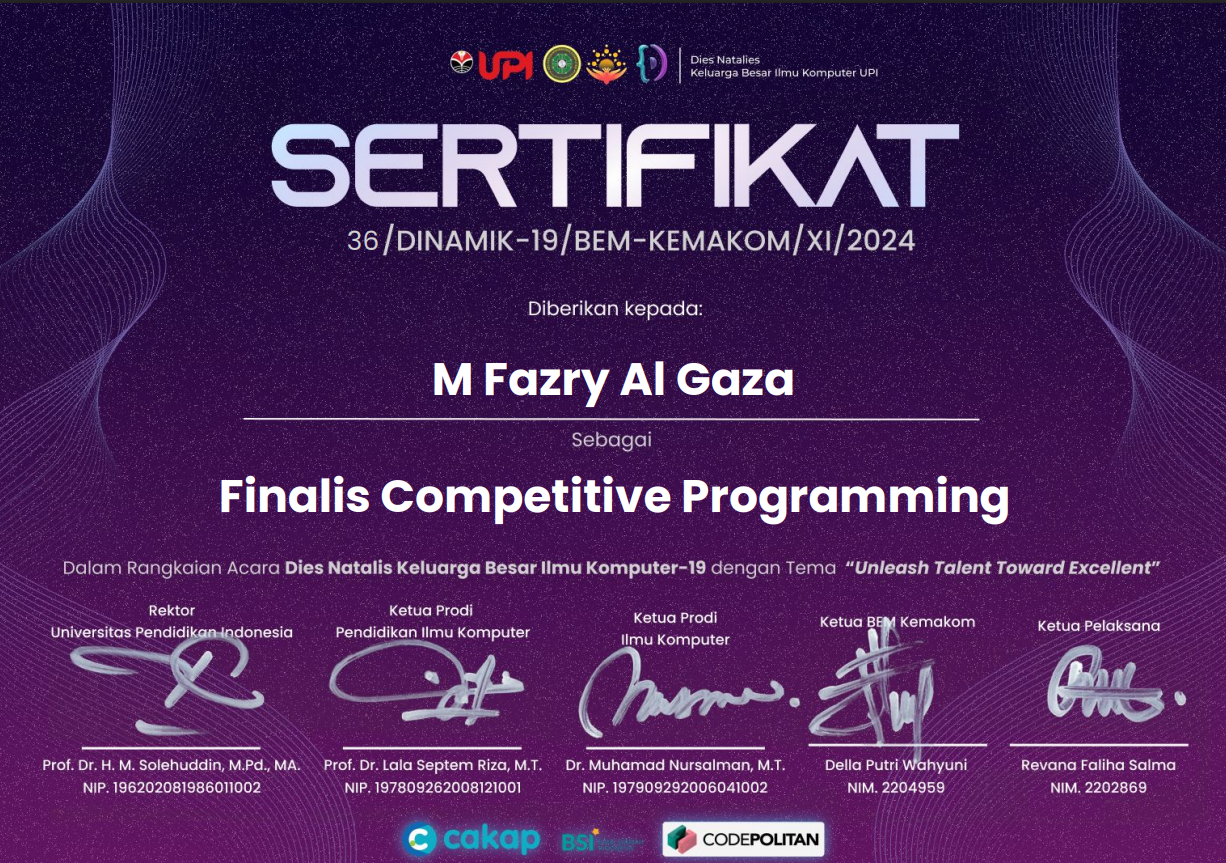 UPI
Dies Natalies
Keluarga Besar Ilmu Komputer UPI
SERTIFIKAT
36/DINAMIK-19/BEM-KEMAKOM/XI/2024
Diberikan kepada:
M Fazry Al Gaza
Sebagai
Finalis Competitive Programming
Dalam Rangkaian Acara Dies Natalis Keluarga Besar Ilmu Komputer-19 dengan Tema “Unleash Talent Toward Excellent”
Rektor
Universitas Pendidikan Indonesia
Prof. Dr. H. M. Solehuddin, M.Pd., MA.
NIP. 196202081986011002
Ketua Prodi
Pendidikan Ilmu Komputer
Prof. Dr. Lala Septem Riza, M.T.
NIP. 197809262008121001
Ketua Prodi
Ilmu Komputer
Dr. Muhamad Nursalman, M.T.
NIP. 197909292006041002
Ketua BEM Kemakom
Della Putri Wahyuni
NIM. 2204959
Ketua Pelaksana
Revana Faliha Salma
NIM. 2202869
cakap
BSI
CODEPOLITAN